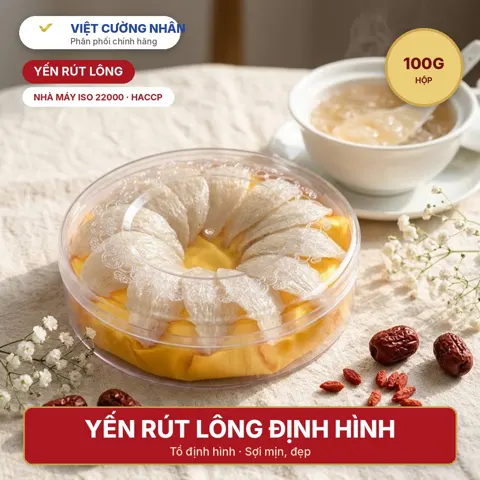 VIỆT CƯỜNG NHÂN
Phân phối chính hãng
YẾN RÚT LÔNG
NHÀ MÁY ISO 22000 · HACCP
100G
HỘP
YẾN RÚT LÔNG ĐỊNH HÌNH
Tổ định hình · Sợi mịn, đẹp